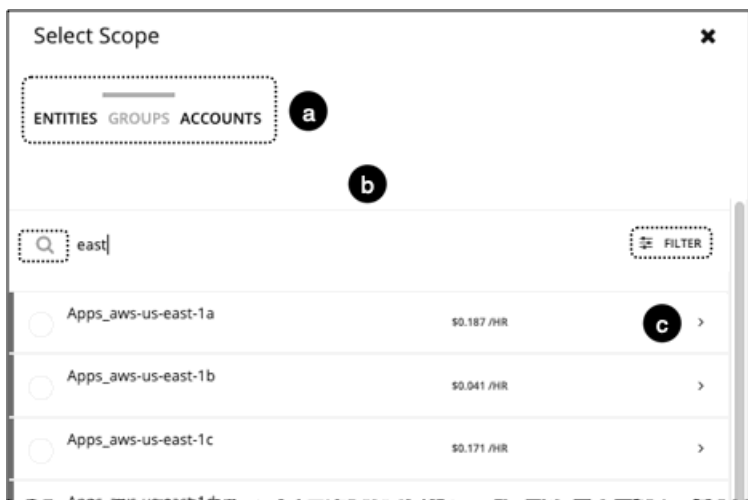 Select Scope ✖
ENTITIES GROUPS ACCOUNTS a
b
east FILTER
Apps_aws-us-east-1a $0.187 /HR c >
Apps_aws-us-east-1b $0.041 /HR >
Apps_aws-us-east-1c $0.171 /HR >